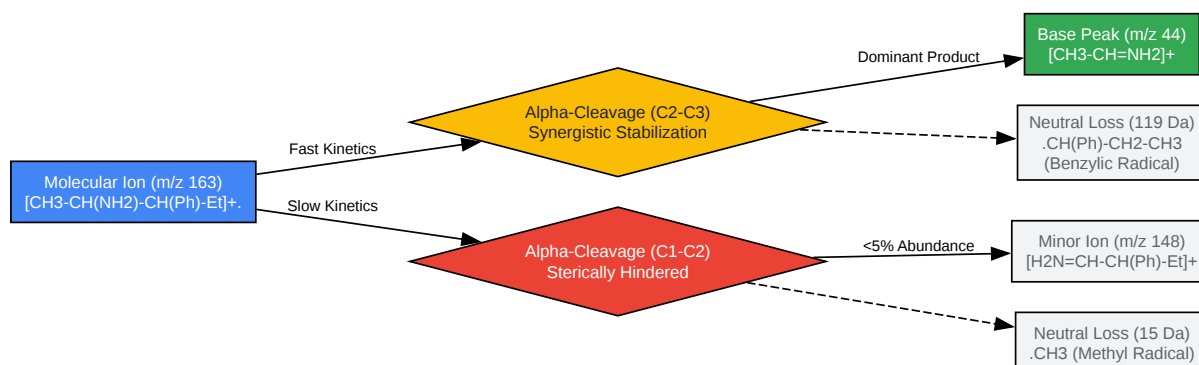 Base Peak (m/z 44)
[CH3-CH=NH2]+
Dominant Product
Alpha-Cleavage (C2-C3)
Synergistic Stabilization
Neutral Loss (119 Da)
.CH(Ph)-CH2-CH3
(Benzylic Radical)
Fast Kinetics
Molecular Ion (m/z 163)
[CH3-CH(NH2)-CH(Ph)-Et]+.
Slow Kinetics
Alpha-Cleavage (C1-C2)
Sterically Hindered
<5% Abundance
Minor Ion (m/z 148)
[H2N=CH-CH(Ph)-Et]+
Neutral Loss (15 Da)
.CH3 (Methyl Radical)